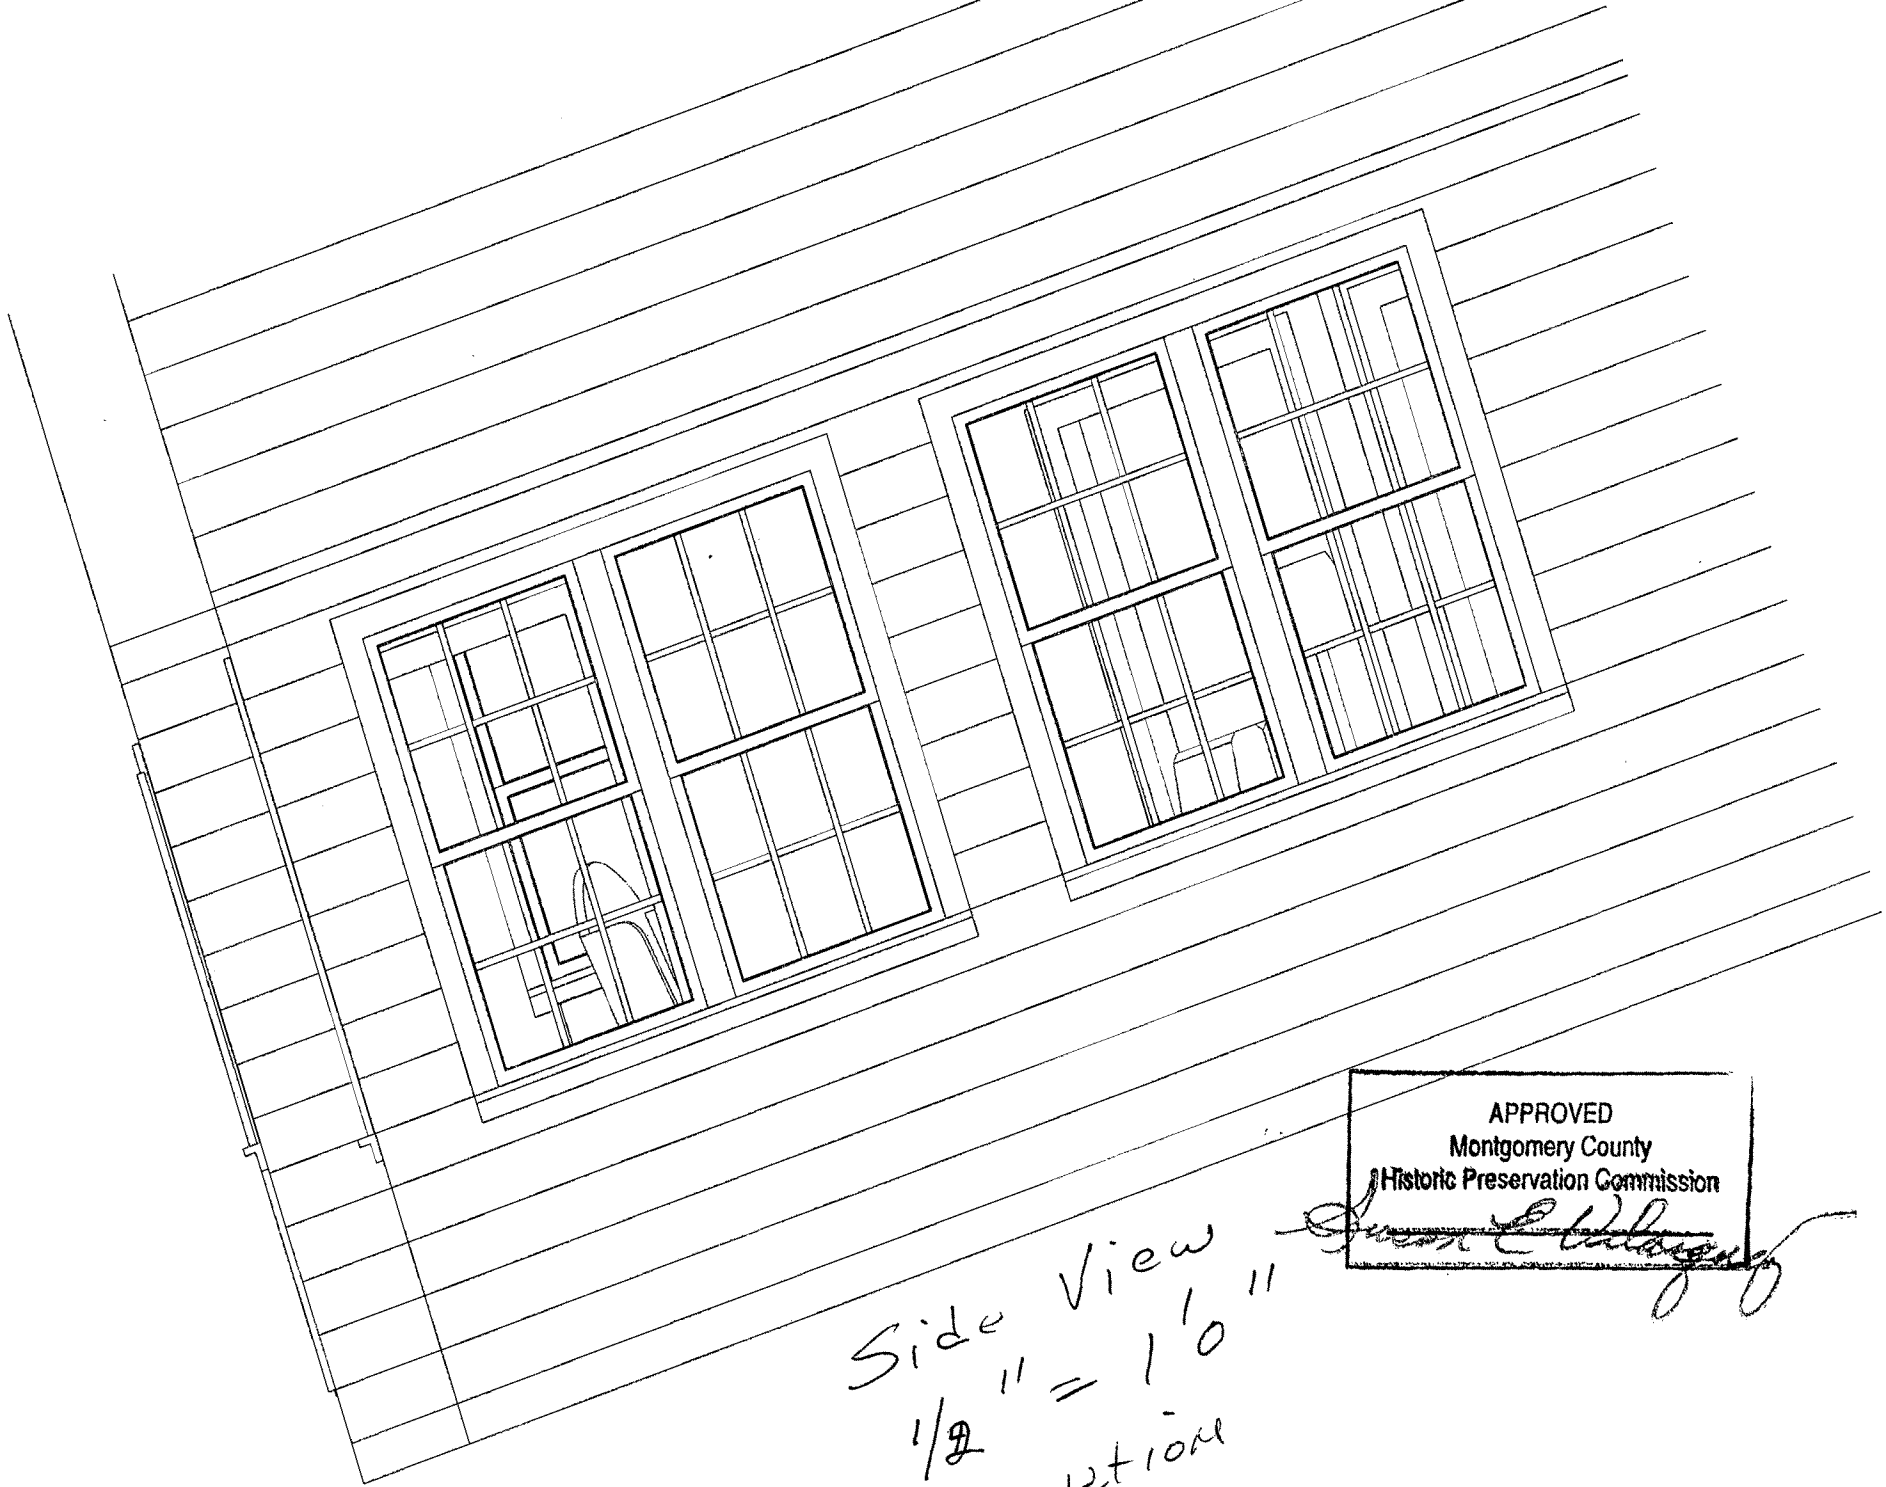 APPROVED
Montgomery County
Historic Preservation Commission
Side View
1/2" = 1'0"